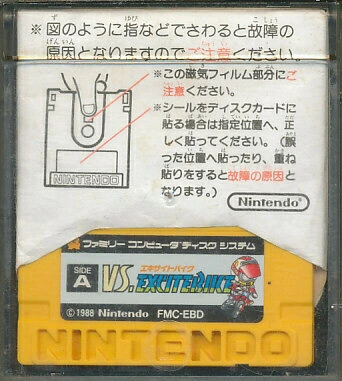 ※図のように指などでさわると故障の
原因となりますのでご注意ください。
※この磁気フィルム部分にご
注意ください。
※シールをディスクカードに
貼る場合は指定位置へ、正
しく貼ってください。(誤
った位置へ貼ったり、重ね
貼りをすると故障の原因と
なります。)
NINTENDO
Nintendo
ファミリー コンピュータ ディスク システム
SIDE
A
エキサイトバイク
VS. EXCITEBIKE
©1988 Nintendo FMC-EBD
NINTENDO